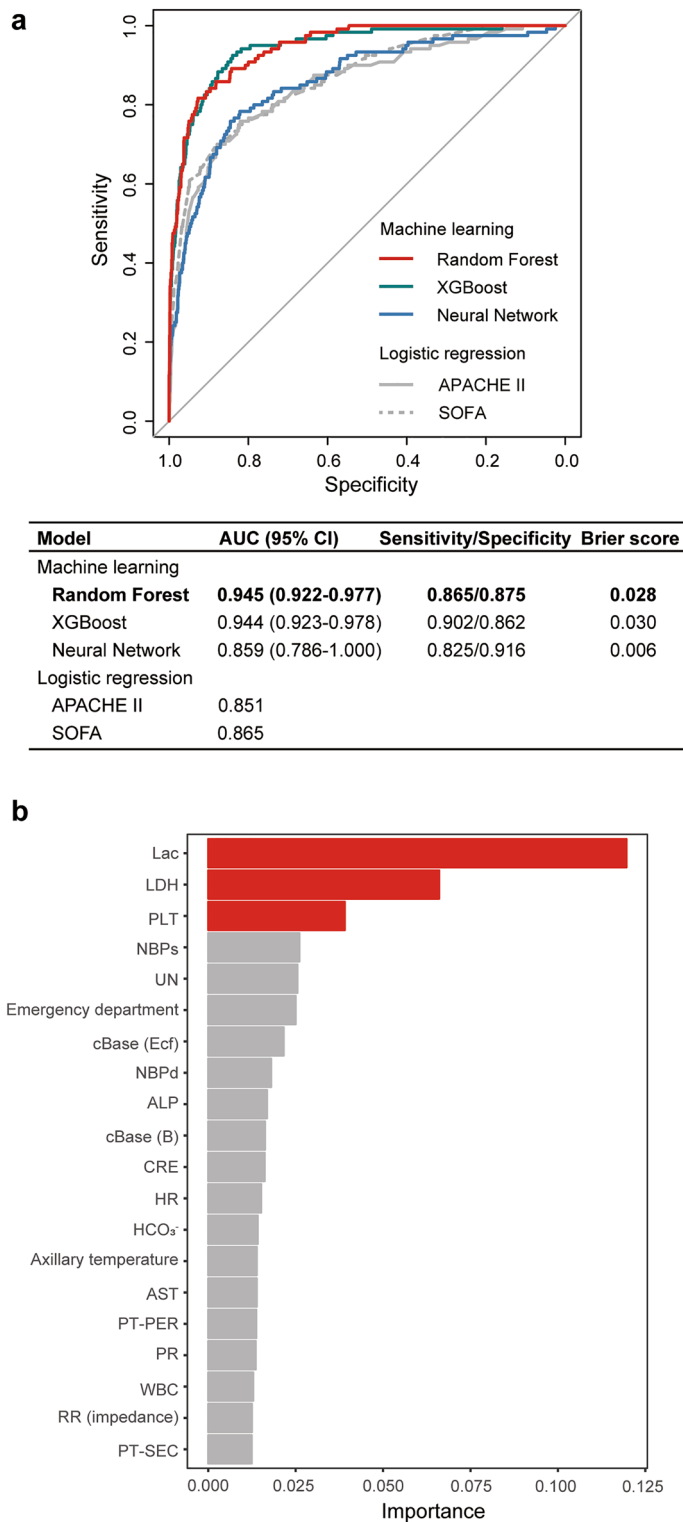 a
1.0
0.8
0.6
0.4
0.2
0.0
Sensitivity
Machine learning
Random Forest
XGBoost
Neural Network
Logistic regression
APACHE II
SOFA
1.0 0.8 0.6 0.4 0.2 0.0
Specificity
Model AUC (95% CI) Sensitivity/Specificity Brier score
Machine learning
Random Forest 0.945 (0.922-0.977) 0.865/0.875 0.028
XGBoost 0.944 (0.923-0.978) 0.902/0.862 0.030
Neural Network 0.859 (0.786-1.000) 0.825/0.916 0.006
Logistic regression
APACHE II 0.851
SOFA 0.865
b
Lac
LDH
PLT
NBPs
UN
Emergency department
cBase (Ecf)
NBPd
ALP
cBase (B)
CRE
HR
HCO₃⁻
Axillary temperature
AST
PT-PER
PR
WBC
RR (impedance)
PT-SEC
0.000 0.025 0.050 0.075 0.100 0.125
Importance